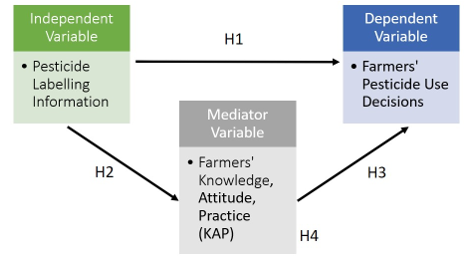 Independent
Variable
• Pesticide
Labelling
Information
H1
Dependent
Variable
• Farmers'
Pesticide Use
Decisions
H2
Mediator
Variable
• Farmers'
Knowledge,
Attitude,
Practice
(KAP)
H3
H4